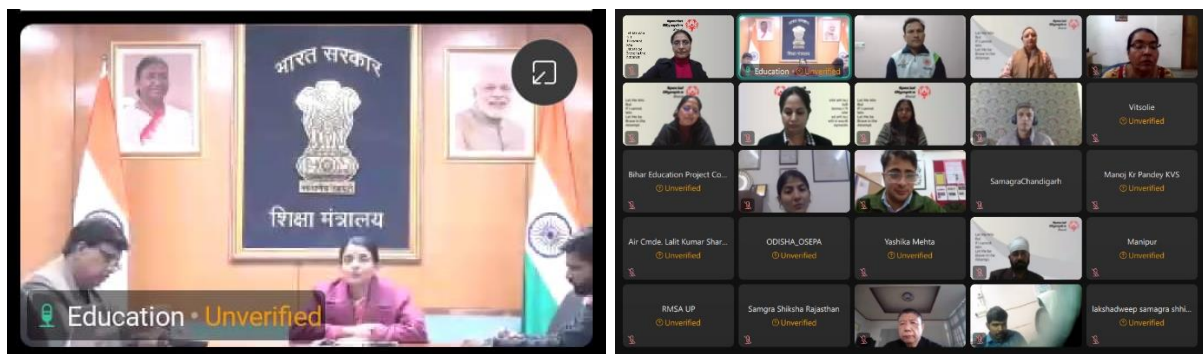 भारत सरकार
शिक्षा मंत्रालय
Education • Unverified
Education • Unverified
Vitsolie
Unverified
Bihar Education Project Co...
Unverified
SamagraChandigarh
Manoj Kr Pandey KVS
Unverified
Air Cmde. Lalit Kumar Shar...
Unverified
ODISHA_OSEPA
Unverified
Yashika Mehta
Unverified
Manipur
Unverified
RMSA UP
Unverified
Samgra Shiksha Rajasthan
Unverified
lakshadweep samagra shhi...
Unverified